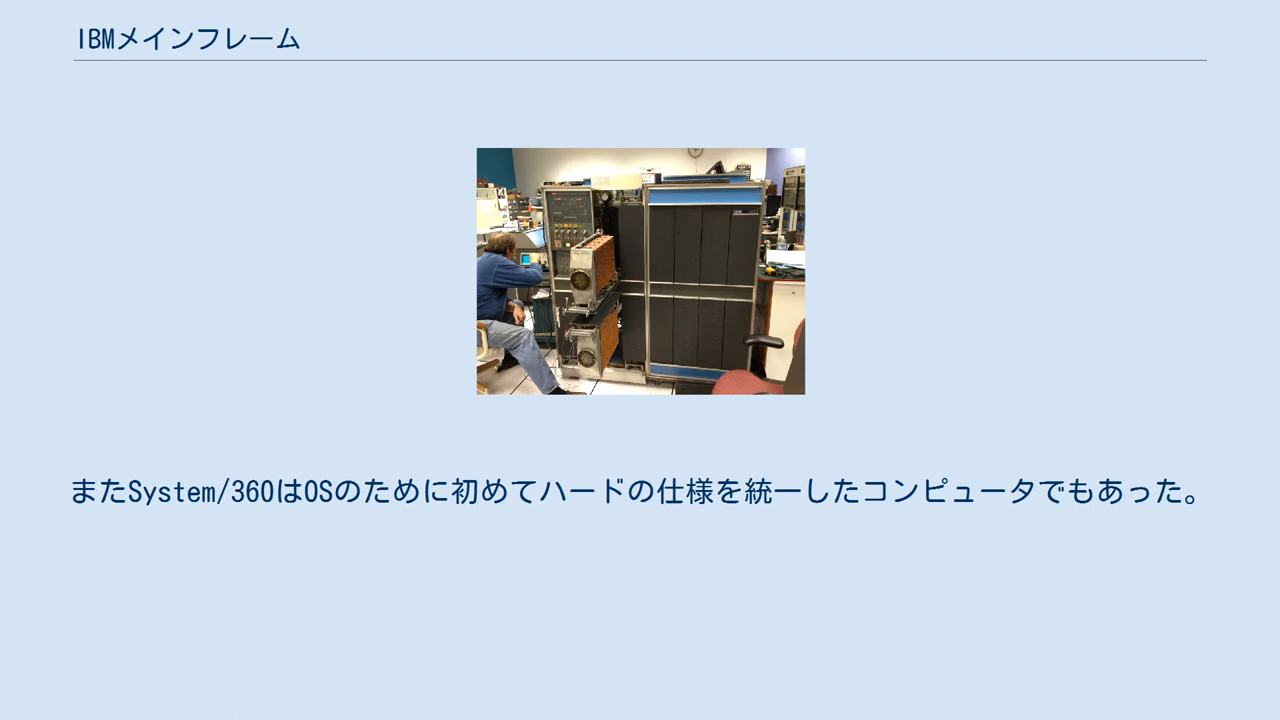 IBMメインフレーム
IBM
またSystem/360はOSのために初めてハードの仕様を統一したコンピュータでもあった。